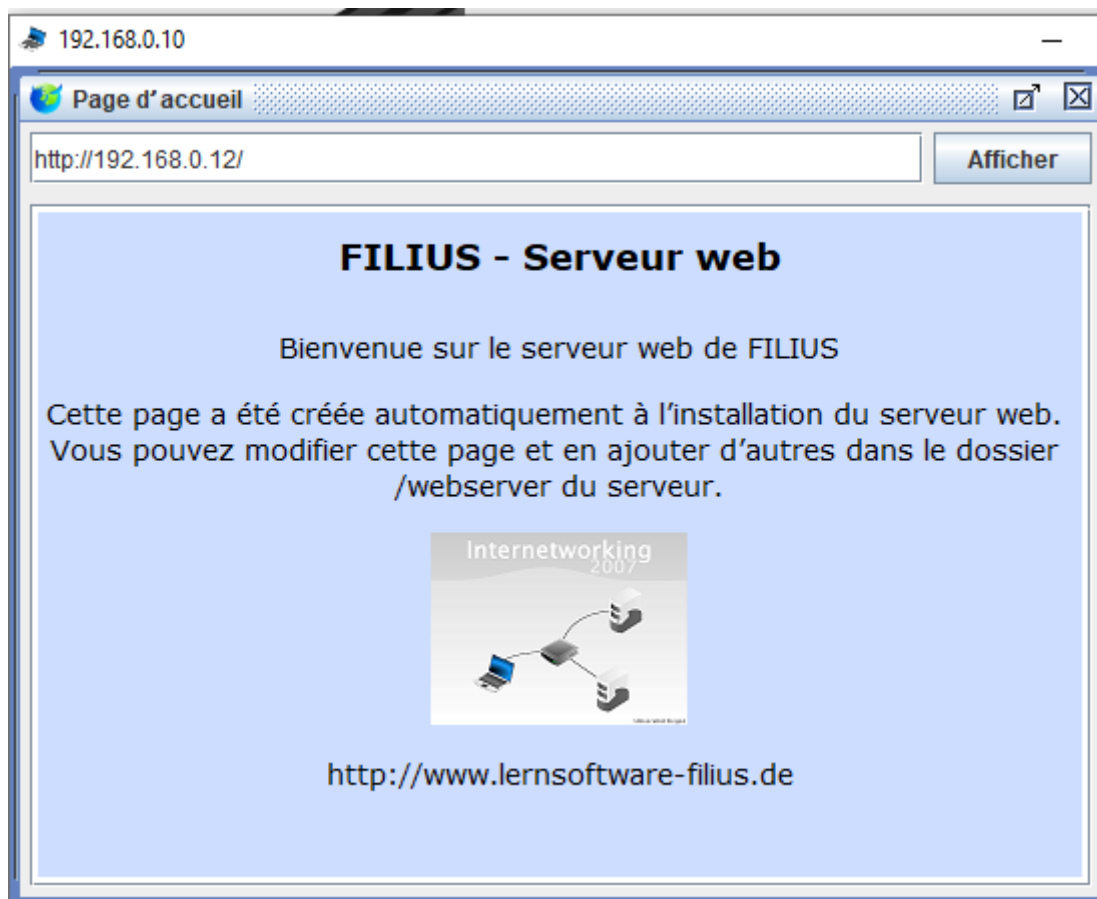 192.168.0.10
Page d'accueil
http://192.168.0.12/
Afficher
FILIUS - Serveur web
Bienvenue sur le serveur web de FILIUS
Cette page a été créée automatiquement à l'installation du serveur web.
Vous pouvez modifier cette page et en ajouter d'autres dans le dossier
/webserver du serveur.
Internetworking
2007
http://www.lernsoftware-filius.de